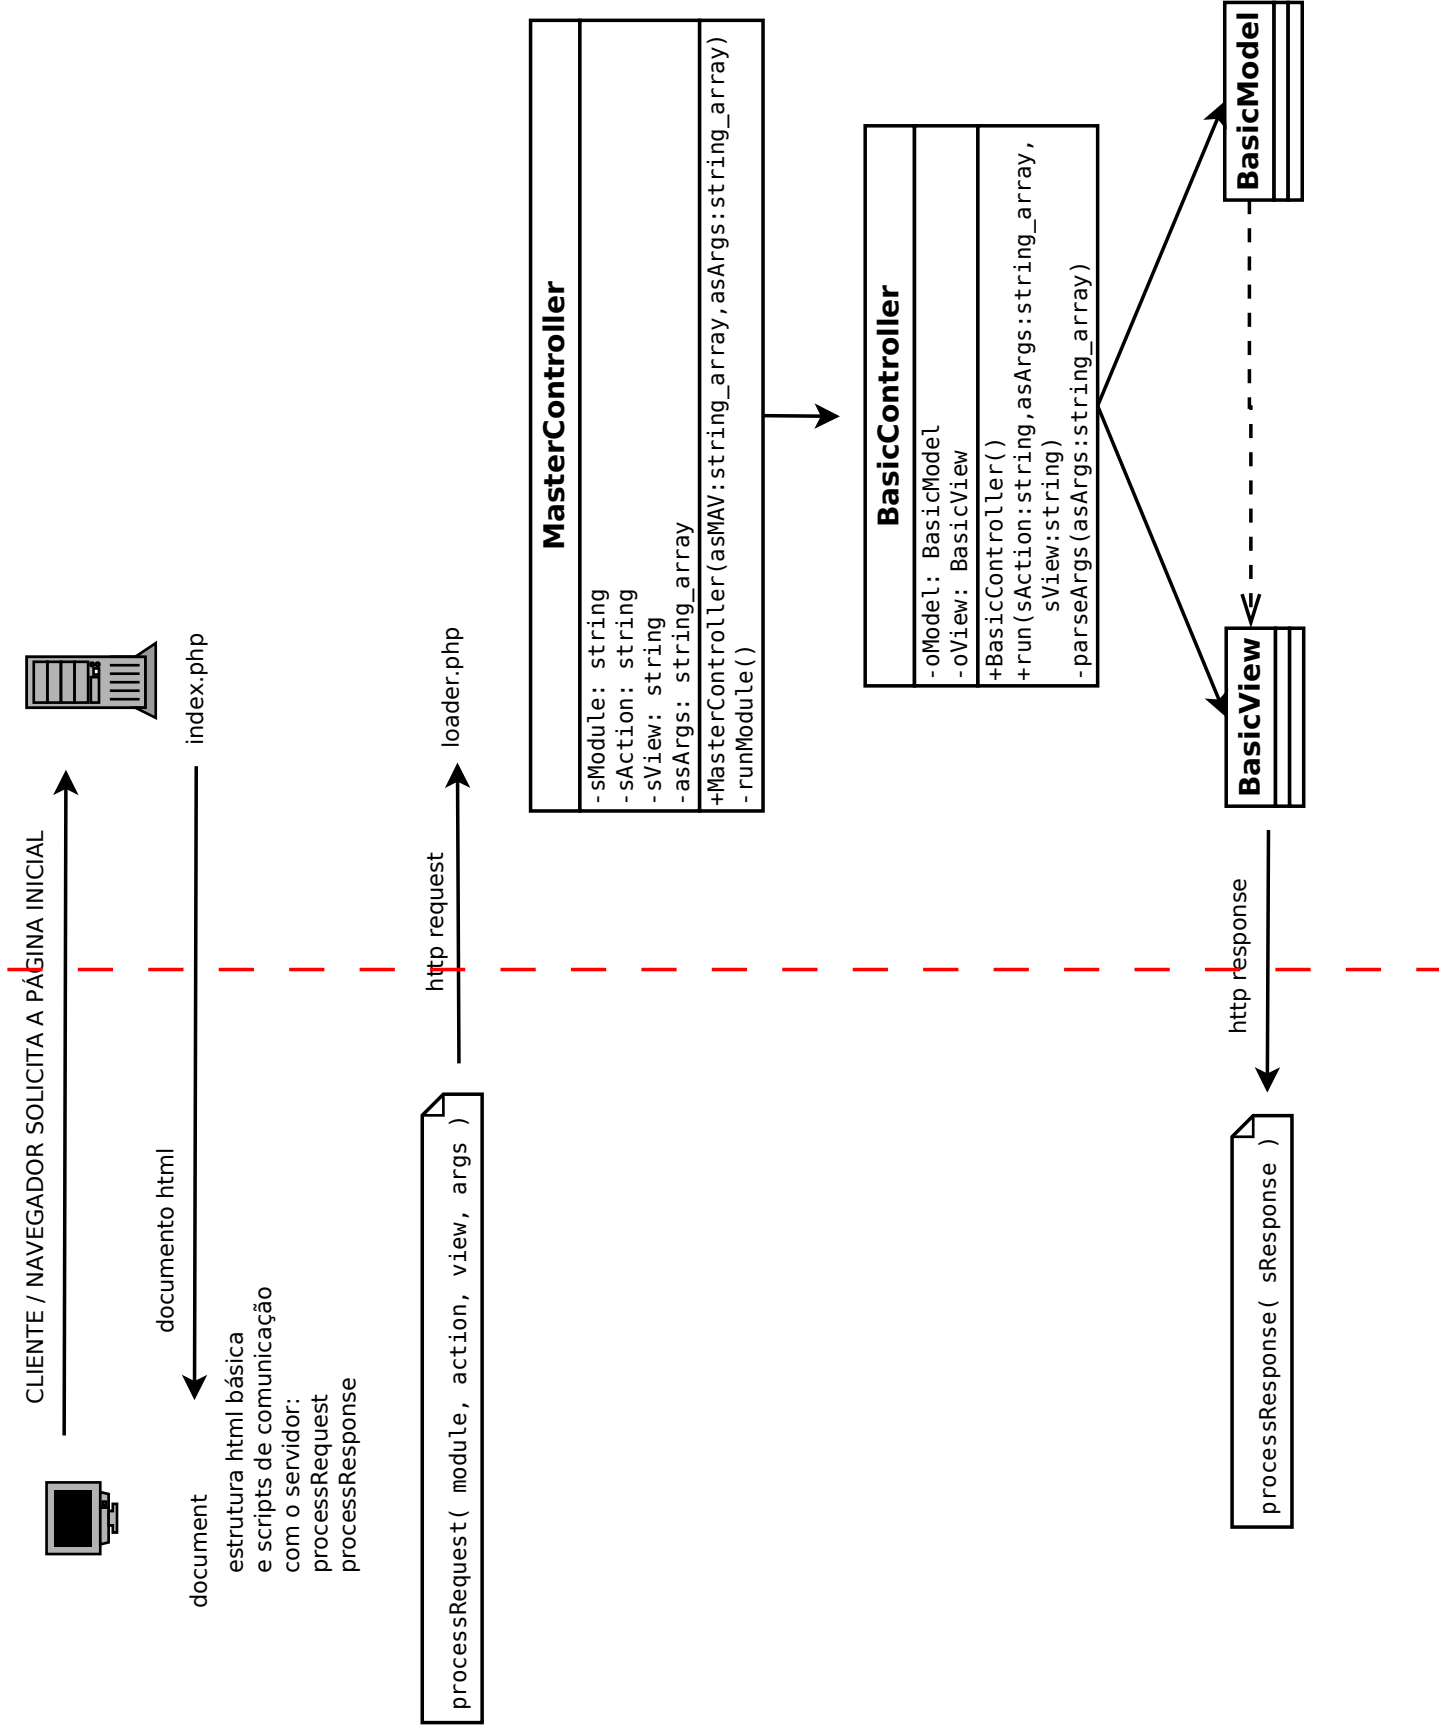 CLIENTE / NAVEGADOR SOLICITA A PÁGINA INICIAL
documento html
document
index.php
estrutura html básica
e scripts de comunicação
com o servidor:
processRequest
processResponse
processRequest( module, action, view, args )
http request
loader.php
MasterController
-sModule: string
-sAction: string
-sView: string
-asArgs: string_array
+MasterController(asMAV:string_array,asArgs:string_array)
-runModule()
BasicController
-oModel: BasicModel
-oView: BasicView
+BasicController()
+run(sAction:string,asArgs:string_array,
sView:string)
-parseArgs(asArgs:string_array)
processResponse( sResponse )
http response
BasicView
BasicModel